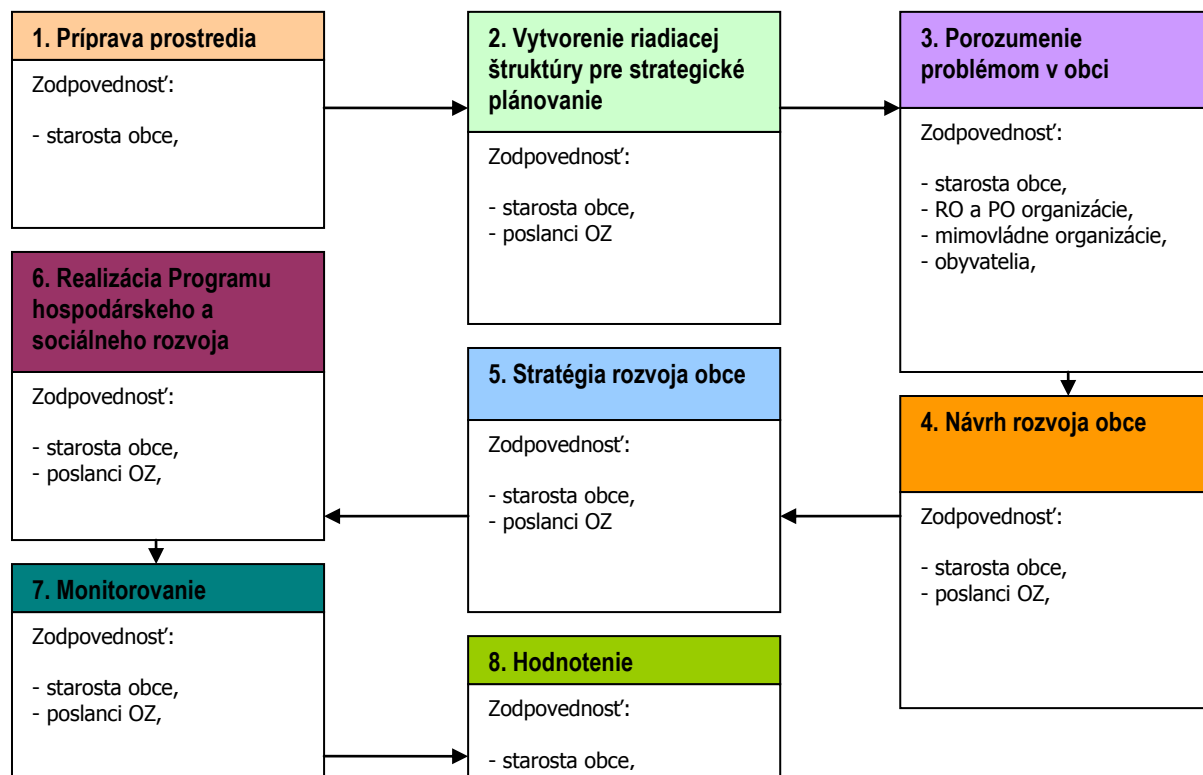 1. Príprava prostredia
Zodpovednosť:
- starosta obce,
2. Vytvorenie riadiacej
štruktúry pre strategické
plánovanie
Zodpovednosť:
- starosta obce,
- poslanci OZ
3. Porozumenie
problémom v obci
Zodpovednosť:
- starosta obce,
- RO a PO organizácie,
- mimovládne organizácie,
- obyvatelia,
4. Návrh rozvoja obce
Zodpovednosť:
- starosta obce,
- poslanci OZ,
5. Stratégia rozvoja obce
Zodpovednosť:
- starosta obce,
- poslanci OZ
6. Realizácia Programu
hospodárskeho a
sociálneho rozvoja
Zodpovednosť:
- starosta obce,
- poslanci OZ,
7. Monitorovanie
Zodpovednosť:
- starosta obce,
- poslanci OZ,
8. Hodnotenie
Zodpovednosť:
- starosta obce,